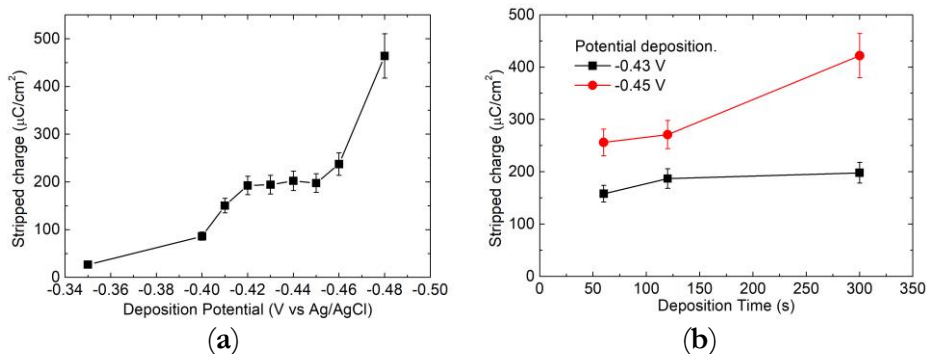 500
400
300
200
100
0
Stripped charge (μC/cm²)
-0.34 -0.36 -0.38 -0.40 -0.42 -0.44 -0.46 -0.48 -0.50
Deposition Potential (V vs Ag/AgCl)
(a)
500
400
300
200
100
0
Stripped charge (μC/cm²)
Potential deposition.
-0.43 V
-0.45 V
0 50 100 150 200 250 300 350
Deposition Time (s)
(b)